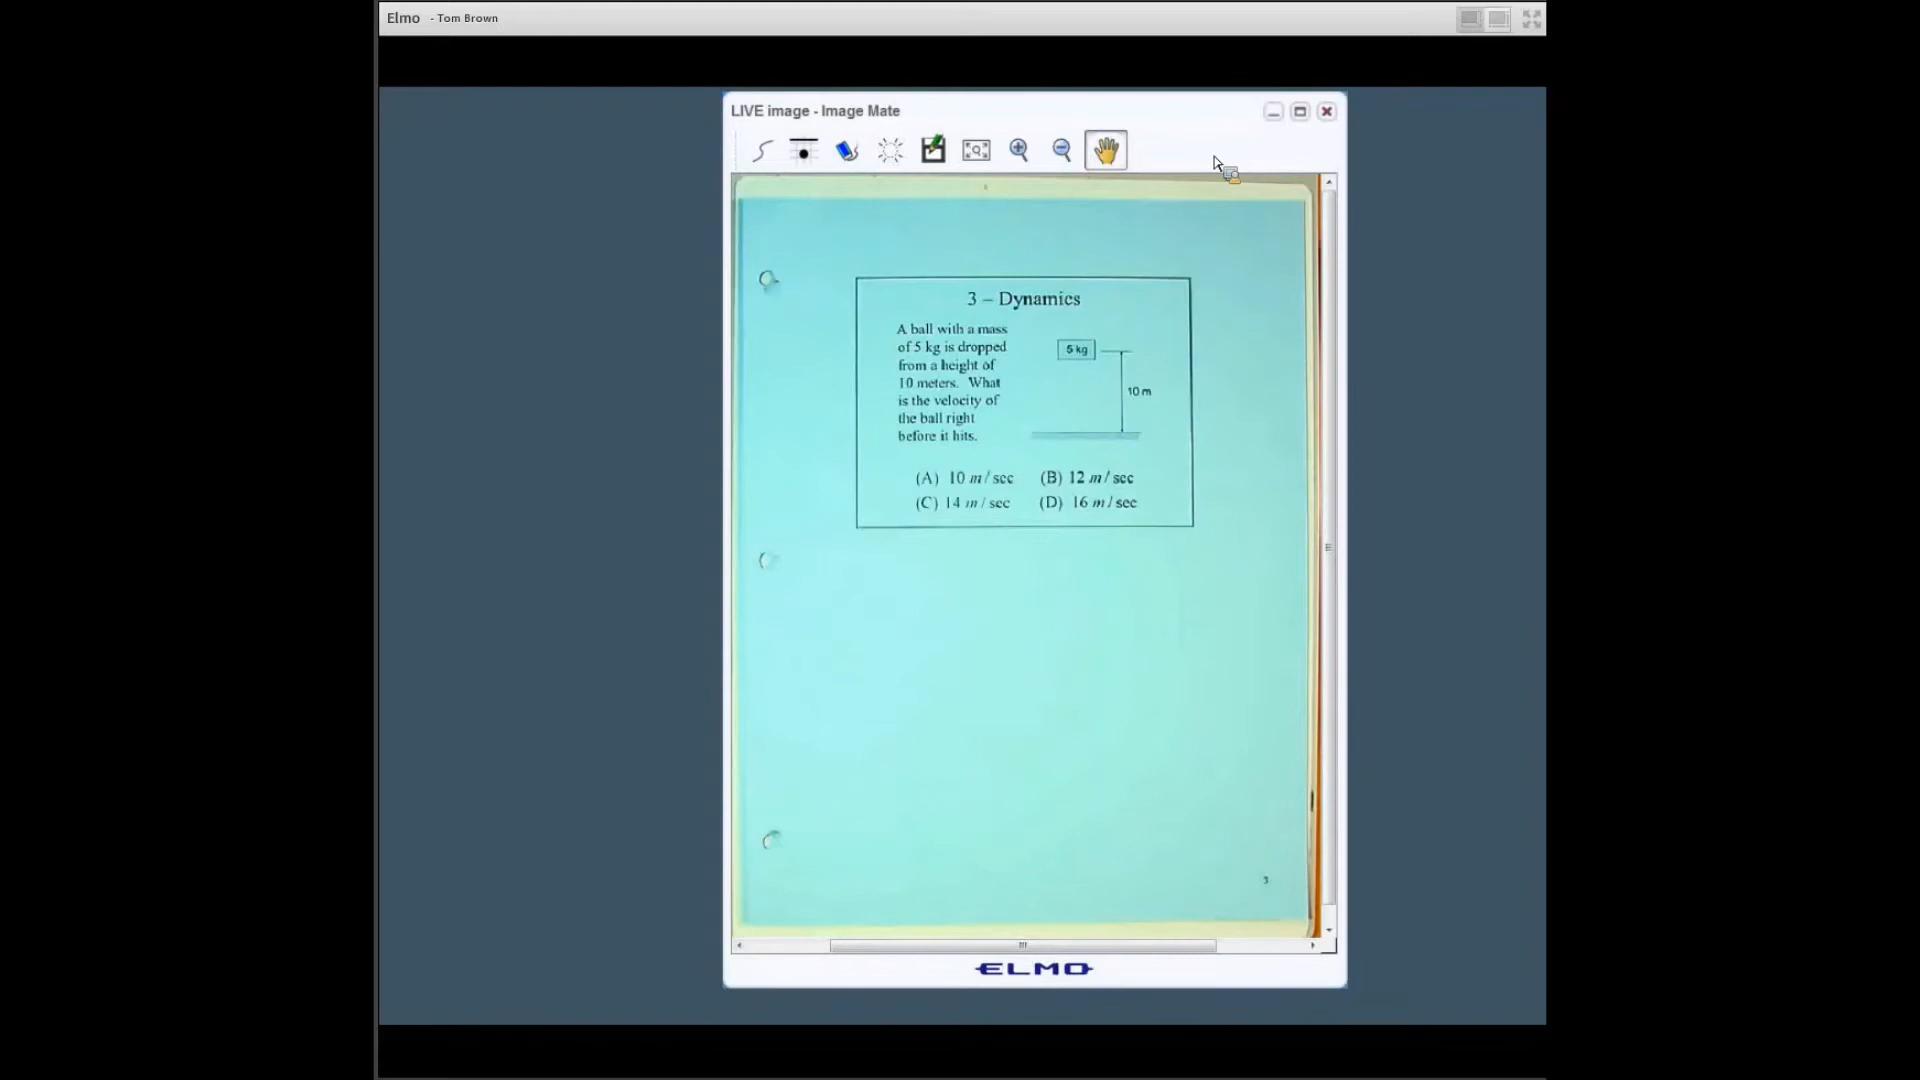 Elmo - Tom Brown
LIVE image - Image Mate
3 – Dynamics
A ball with a mass
of 5 kg is dropped
from a height of
10 meters. What
is the velocity of
the ball right
before it hits.
5 kg
10 m
(A) 10 m / sec (B) 12 m / sec
(C) 14 m / sec (D) 16 m / sec
3
ELMO